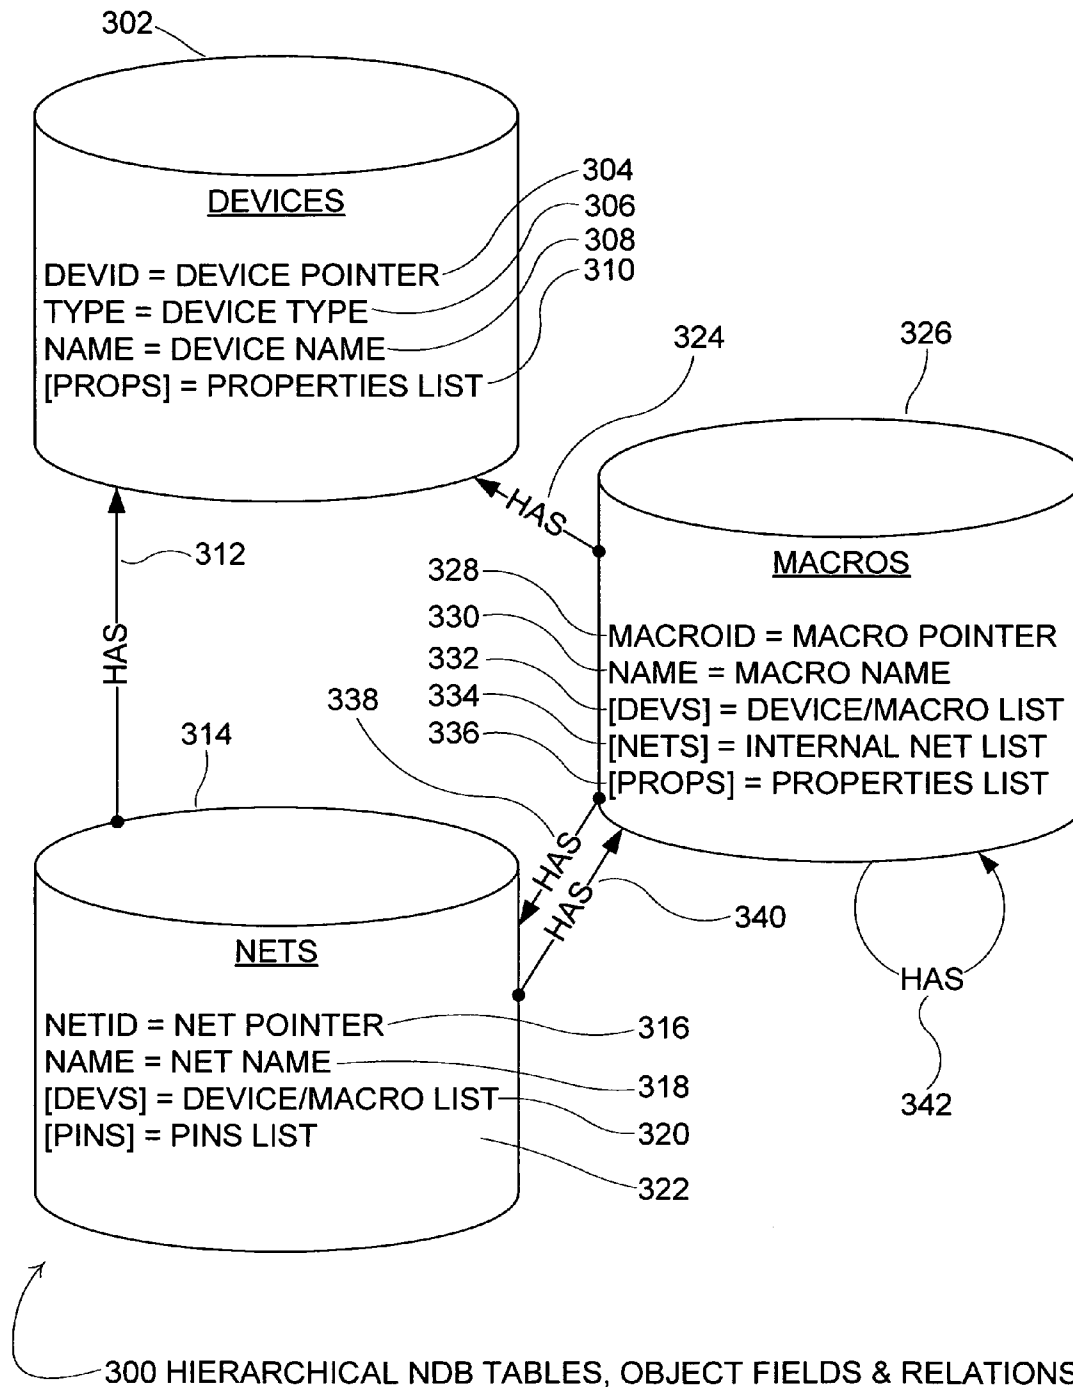 302
DEVICES
304
306
308
310
DEVID = DEVICE POINTER
TYPE = DEVICE TYPE
NAME = DEVICE NAME
[PROPS] = PROPERTIES LIST
324
326
HAS
312
HAS
MACROS
328
330
332
334
336
MACROID = MACRO POINTER
NAME = MACRO NAME
[DEVS] = DEVICE/MACRO LIST
[NETS] = INTERNAL NET LIST
[PROPS] = PROPERTIES LIST
338
314
HAS
HAS
340
HAS
342
NETS
NETID = NET POINTER
NAME = NET NAME
[DEVS] = DEVICE/MACRO LIST
[PINS] = PINS LIST
316
318
320
322
300 HIERARCHICAL NDB TABLES, OBJECT FIELDS & RELATIONS